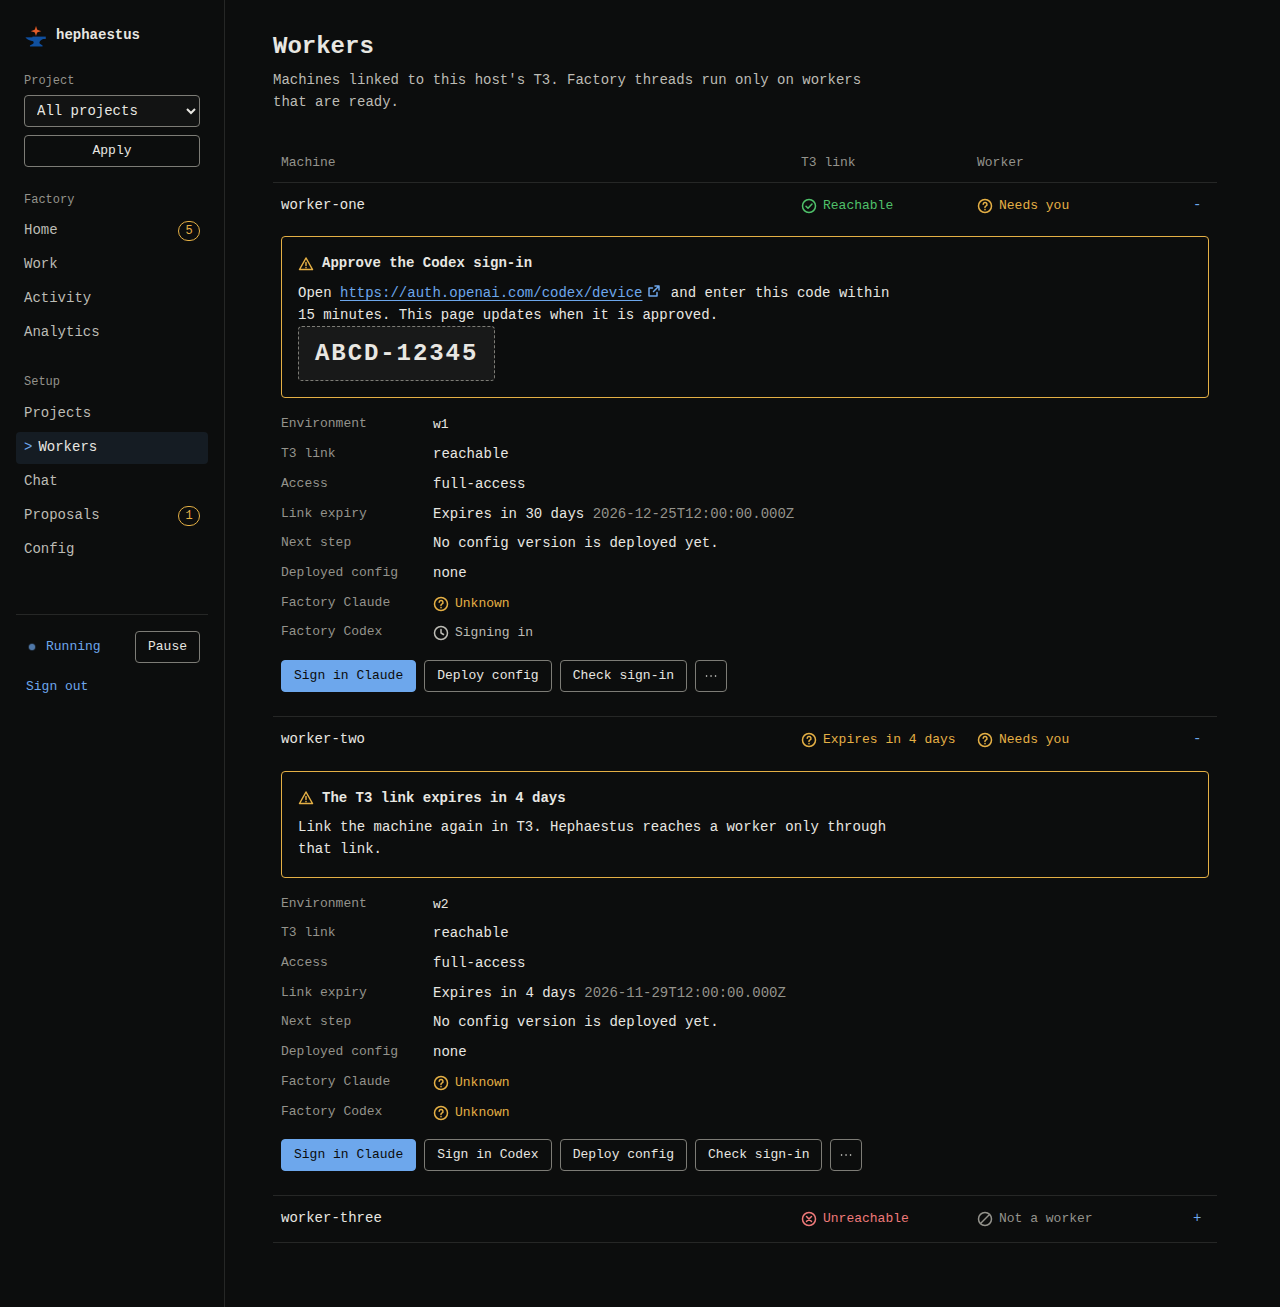 hephaestus
Project
All projects
Apply
Factory
Home 5
Work
Activity
Analytics
Setup
Projects
> Workers
Chat
Proposals 1
Config
Running Pause
Sign out
Workers
Machines linked to this host's T3. Factory threads run only on workers
that are ready.
Machine T3 link Worker
worker-one Reachable Needs you -
Approve the Codex sign-in
Open https://auth.openai.com/codex/device and enter this code within
15 minutes. This page updates when it is approved.
ABCD-12345
Environment w1
T3 link reachable
Access full-access
Link expiry Expires in 30 days 2026-12-25T12:00:00.000Z
Next step No config version is deployed yet.
Deployed config none
Factory Claude Unknown
Factory Codex Signing in
Sign in Claude Deploy config Check sign-in ...
worker-two Expires in 4 days Needs you -
The T3 link expires in 4 days
Link the machine again in T3. Hephaestus reaches a worker only through
that link.
Environment w2
T3 link reachable
Access full-access
Link expiry Expires in 4 days 2026-11-29T12:00:00.000Z
Next step No config version is deployed yet.
Deployed config none
Factory Claude Unknown
Factory Codex Unknown
Sign in Claude Sign in Codex Deploy config Check sign-in ...
worker-three Unreachable Not a worker +